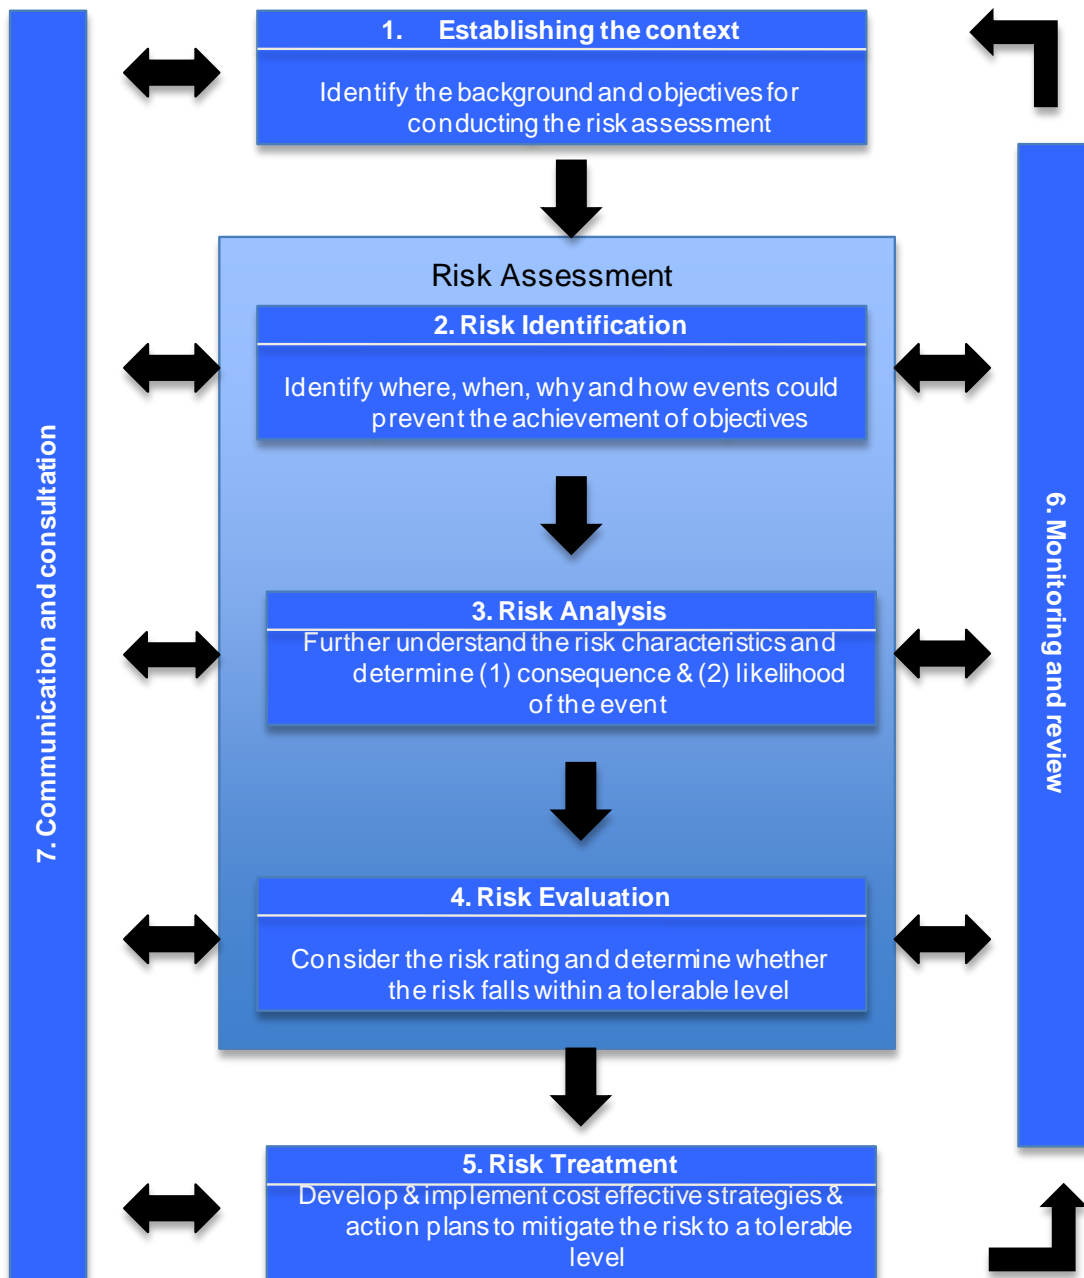 1. Establishing the context
Identify the background and objectives for
conducting the risk assessment
Risk Assessment
2. Risk Identification
Identify where, when, why and how events could
prevent the achievement of objectives
3. Risk Analysis
Further understand the risk characteristics and
determine (1) consequence & (2) likelihood
of the event
4. Risk Evaluation
Consider the risk rating and determine whether
the risk falls within a tolerable level
5. Risk Treatment
Develop & implement cost effective strategies &
action plans to mitigate the risk to a tolerable
level
7. Communication and consultation
6. Monitoring and review